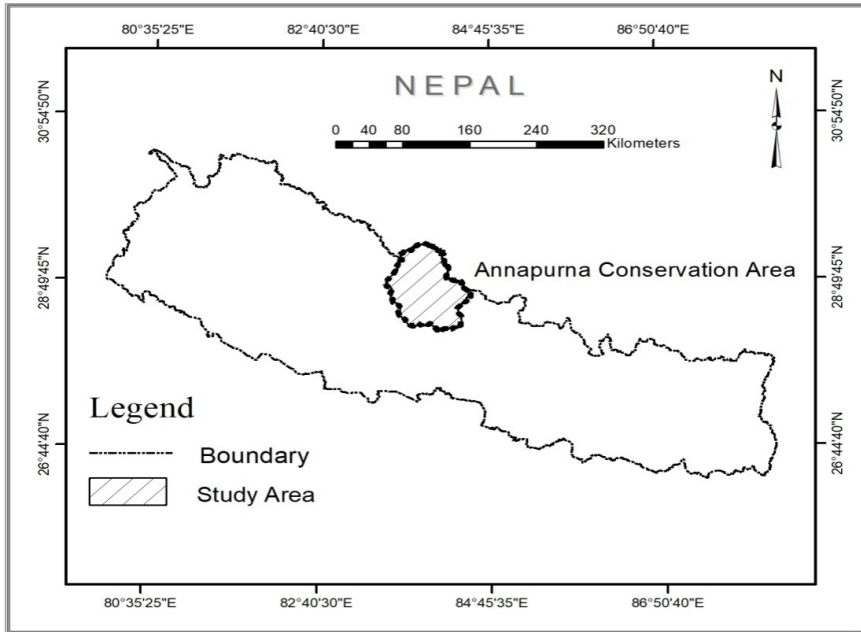 80°35'25"E 82°40'30"E 84°45'35"E 86°50'40"E
NEPAL
N
0 40 80 160 240 320
Kilometers
30°54'50"N 30°54'50"N
Annapurna Conservation Area
28°49'45"N 28°49'45"N
Legend
Boundary
Study Area
26°44'40"N 26°44'40"N
80°35'25"E 82°40'30"E 84°45'35"E 86°50'40"E